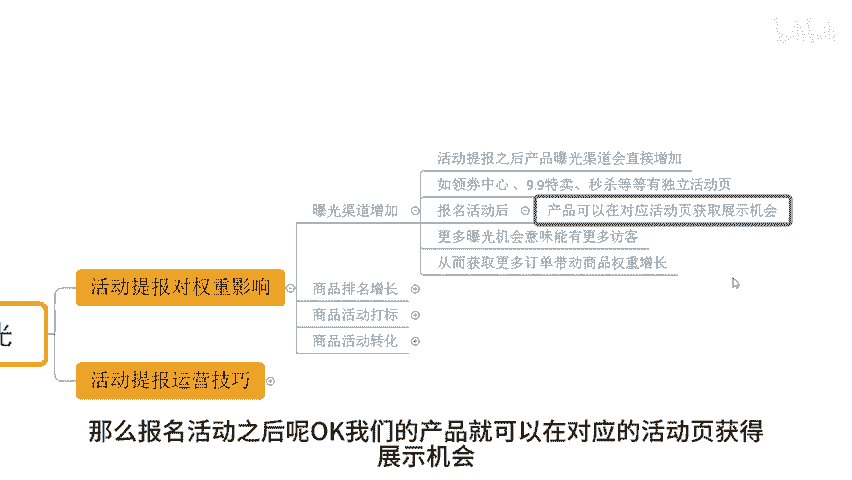 活动提报之后产品曝光渠道会直接增加
如领券中心、9.9特卖、秒杀等等有独立活动页
曝光渠道增加
报名活动后
产品可以在对应活动页获取展示机会
更多曝光机会意味能有更多访客
从而获取更多订单带动商品权重增长
活动提报对权重影响
商品排名增长
商品活动打标
商品活动转化
光
活动提报运营技巧
那么报名活动之后呢OK我们的产品就可以在对应的活动页获得
展示机会